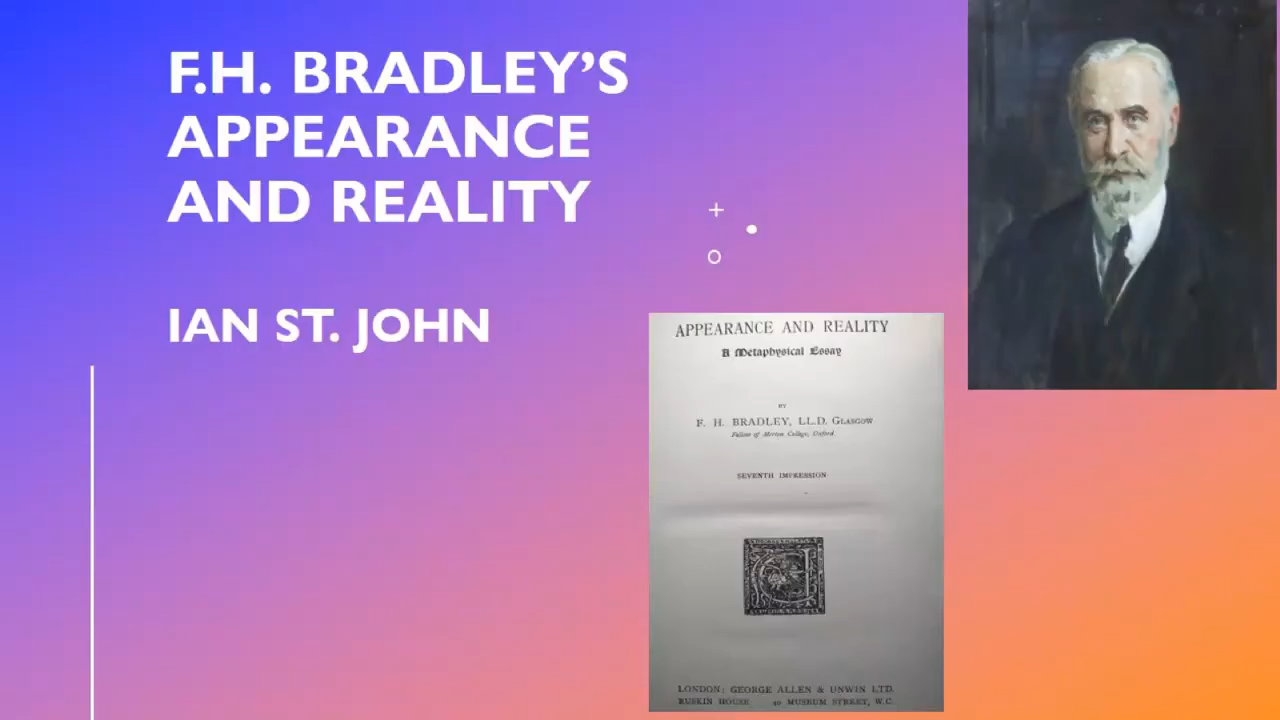 F.H. BRADLEY'S
APPEARANCE
AND REALITY
IAN ST. JOHN
APPEARANCE AND REALITY
A Metaphysical Essay
BY
F. H. BRADLEY, LL.D. GLASGOW
Fellow of Merton College, Oxford
SEVENTH IMPRESSION
LONDON: GEORGE ALLEN & UNWIN LTD.
RUSKIN HOUSE 40 MUSEUM STREET, W.C.